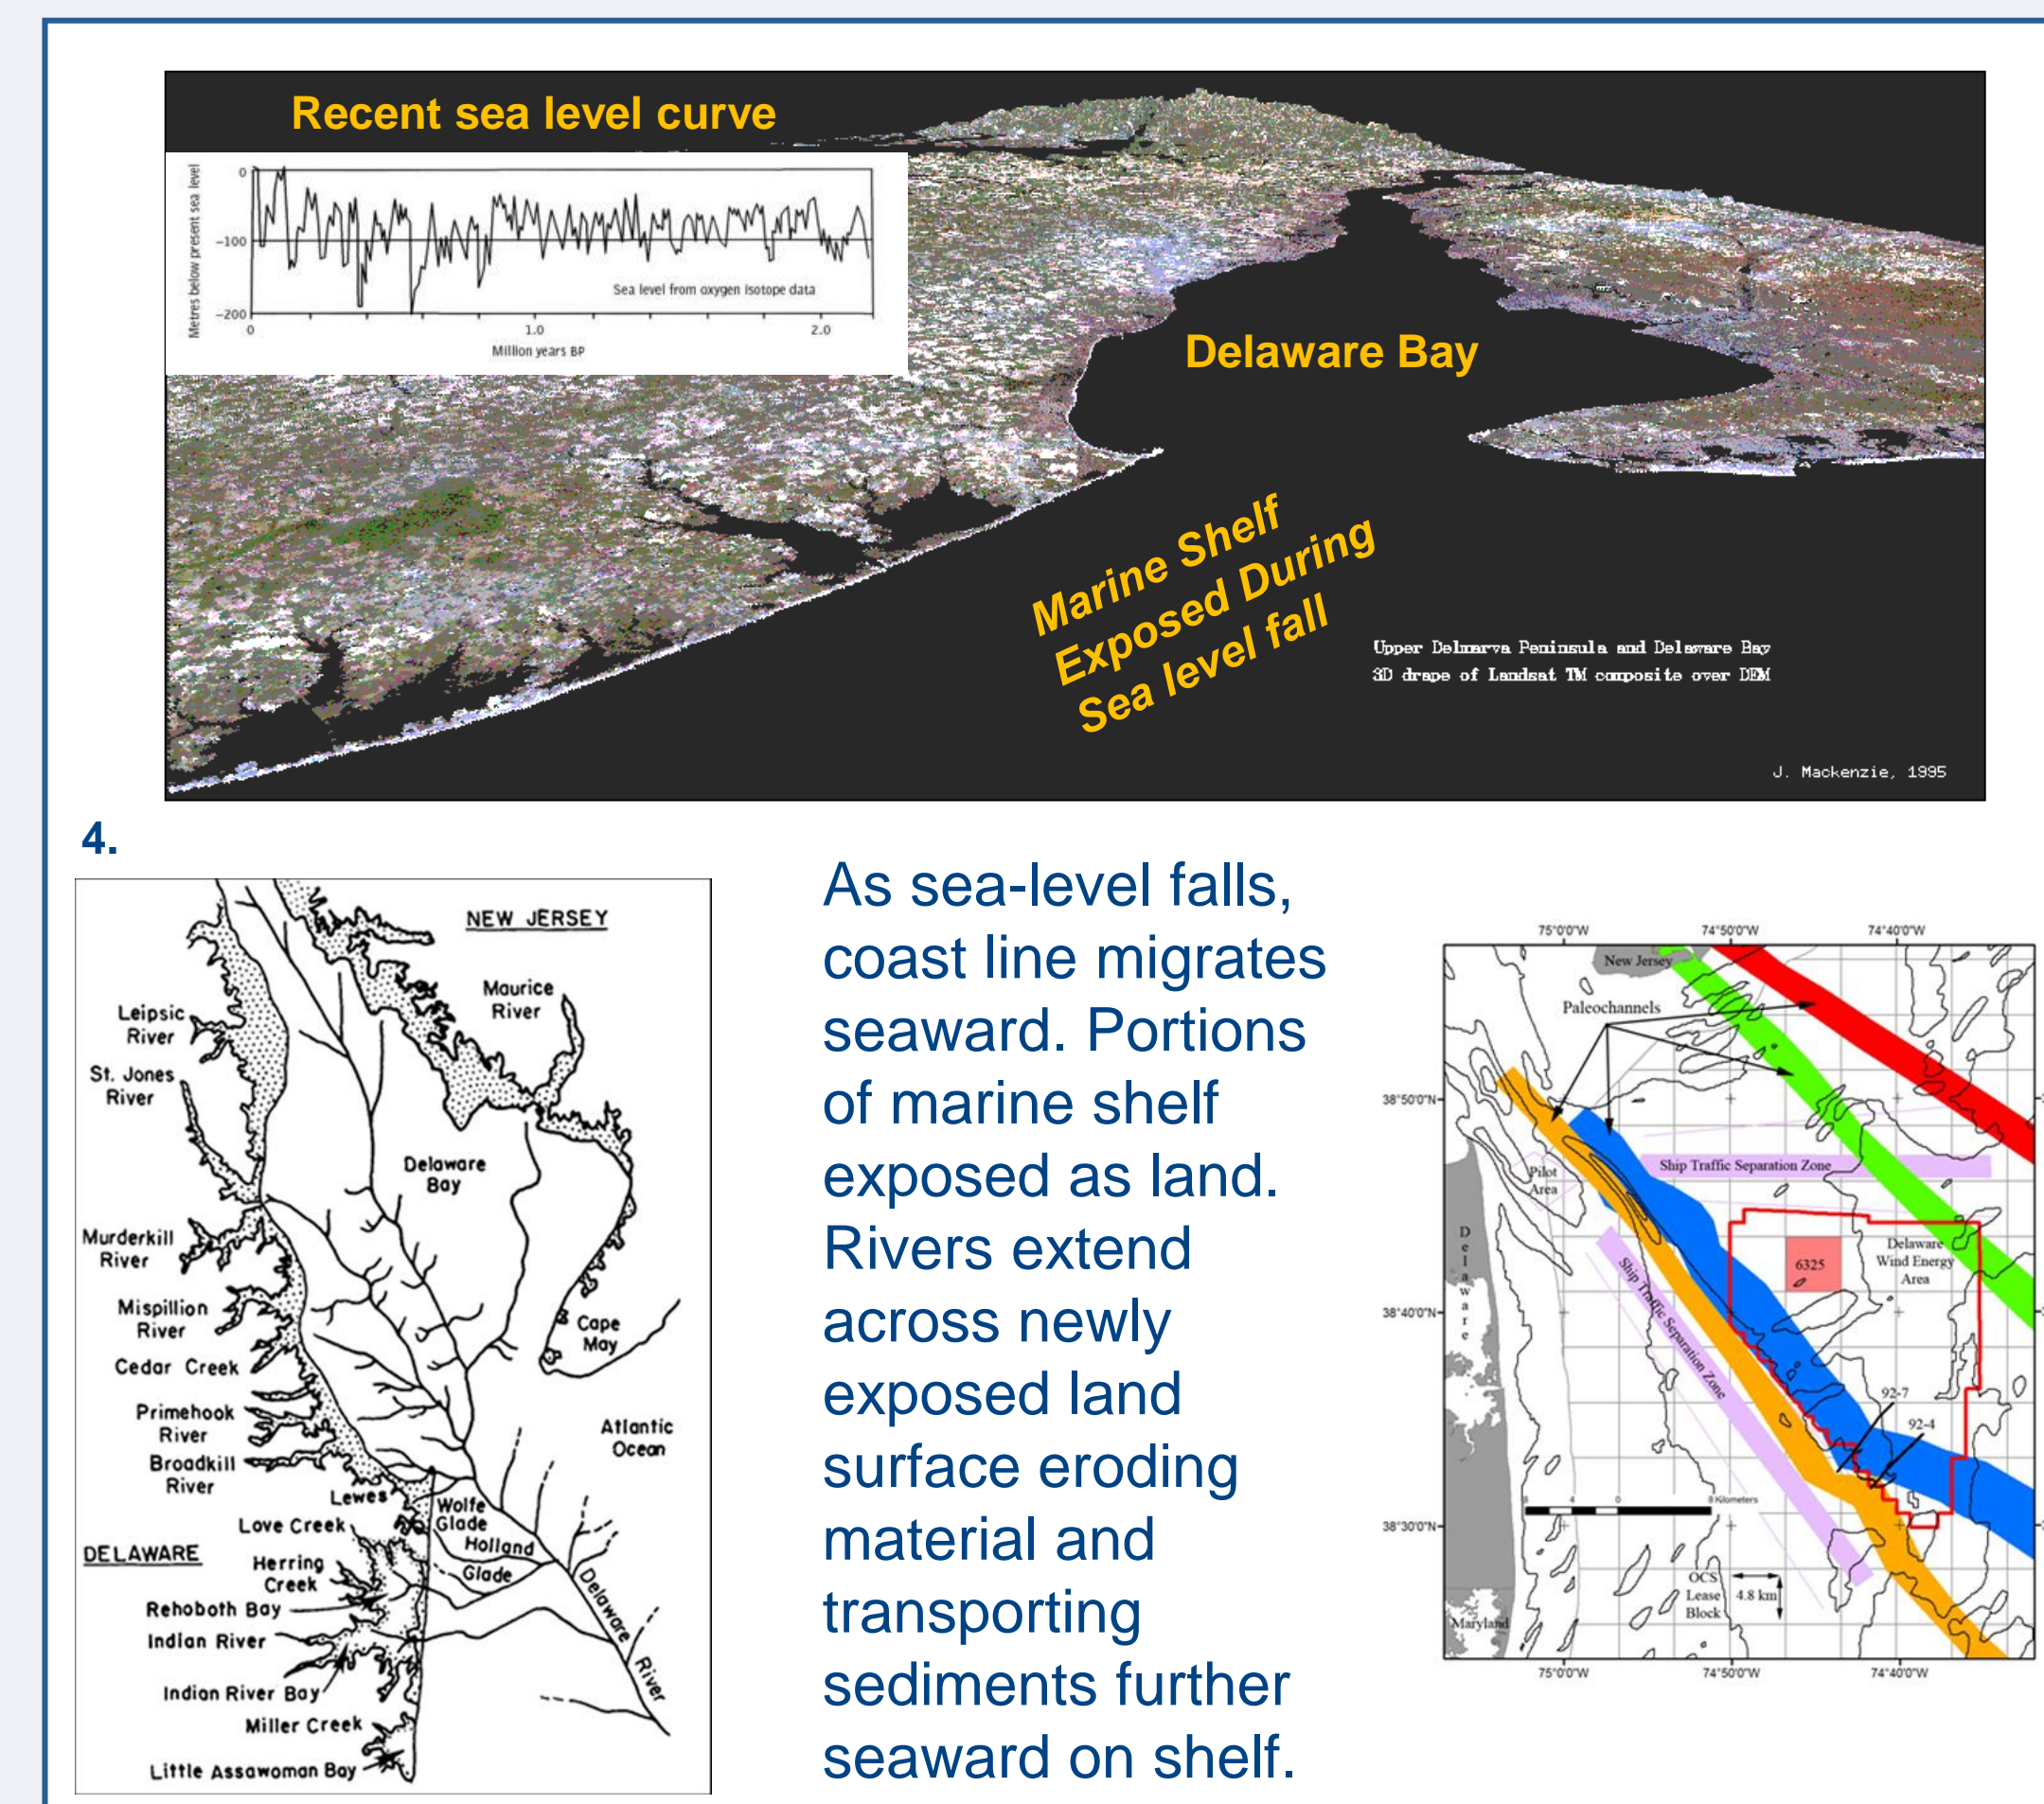 Recent sea level curve
Metres below present sea level
0
−100
−200
Sea level from oxygen isotope data
0
1.0
2.0
Million years BP
Delaware Bay
Marine Shelf
Exposed During
Sea level fall
Upper Delmarva Peninsula and Delaware Bay
3D drape of Landsat TM composite over DEM
J. Mackenzie, 1995
4.
NEW JERSEY
Maurice
River
Leipsic
River
St. Jones
River
Delaware
Bay
Murderkill
River
Mispillion
River
Cedar Creek
Cape
May
Primehook
River
Broadkill
River
Atlantic
Ocean
Lewes
Wolfe
Glade
Love Creek
Holland
Glade
DELAWARE
Herring
Creek
Delaware
River
Rehoboth Bay
Indian River
Indian River Bay
Miller Creek
Little Assawoman Bay
As sea-level falls,
coast line migrates
seaward. Portions
of marine shelf
exposed as land.
Rivers extend
across newly
exposed land
surface eroding
material and
transporting
sediments further
seaward on shelf.
75°0'0"W
74°50'0"W
74°40'0"W
New Jersey
Paleochannels
38°50'0"N
Ship Traffic Separation Zone
Pilot
Area
Delaware
Delaware
Wind Energy
Area
6325
Ship Traffic Separation Zone
38°40'0"N
92-7
92-4
8
4
0
8 Kilometers
38°30'0"N
OCS
Lease
Block
4.8 km
Maryland
75°0'0"W
74°50'0"W
74°40'0"W